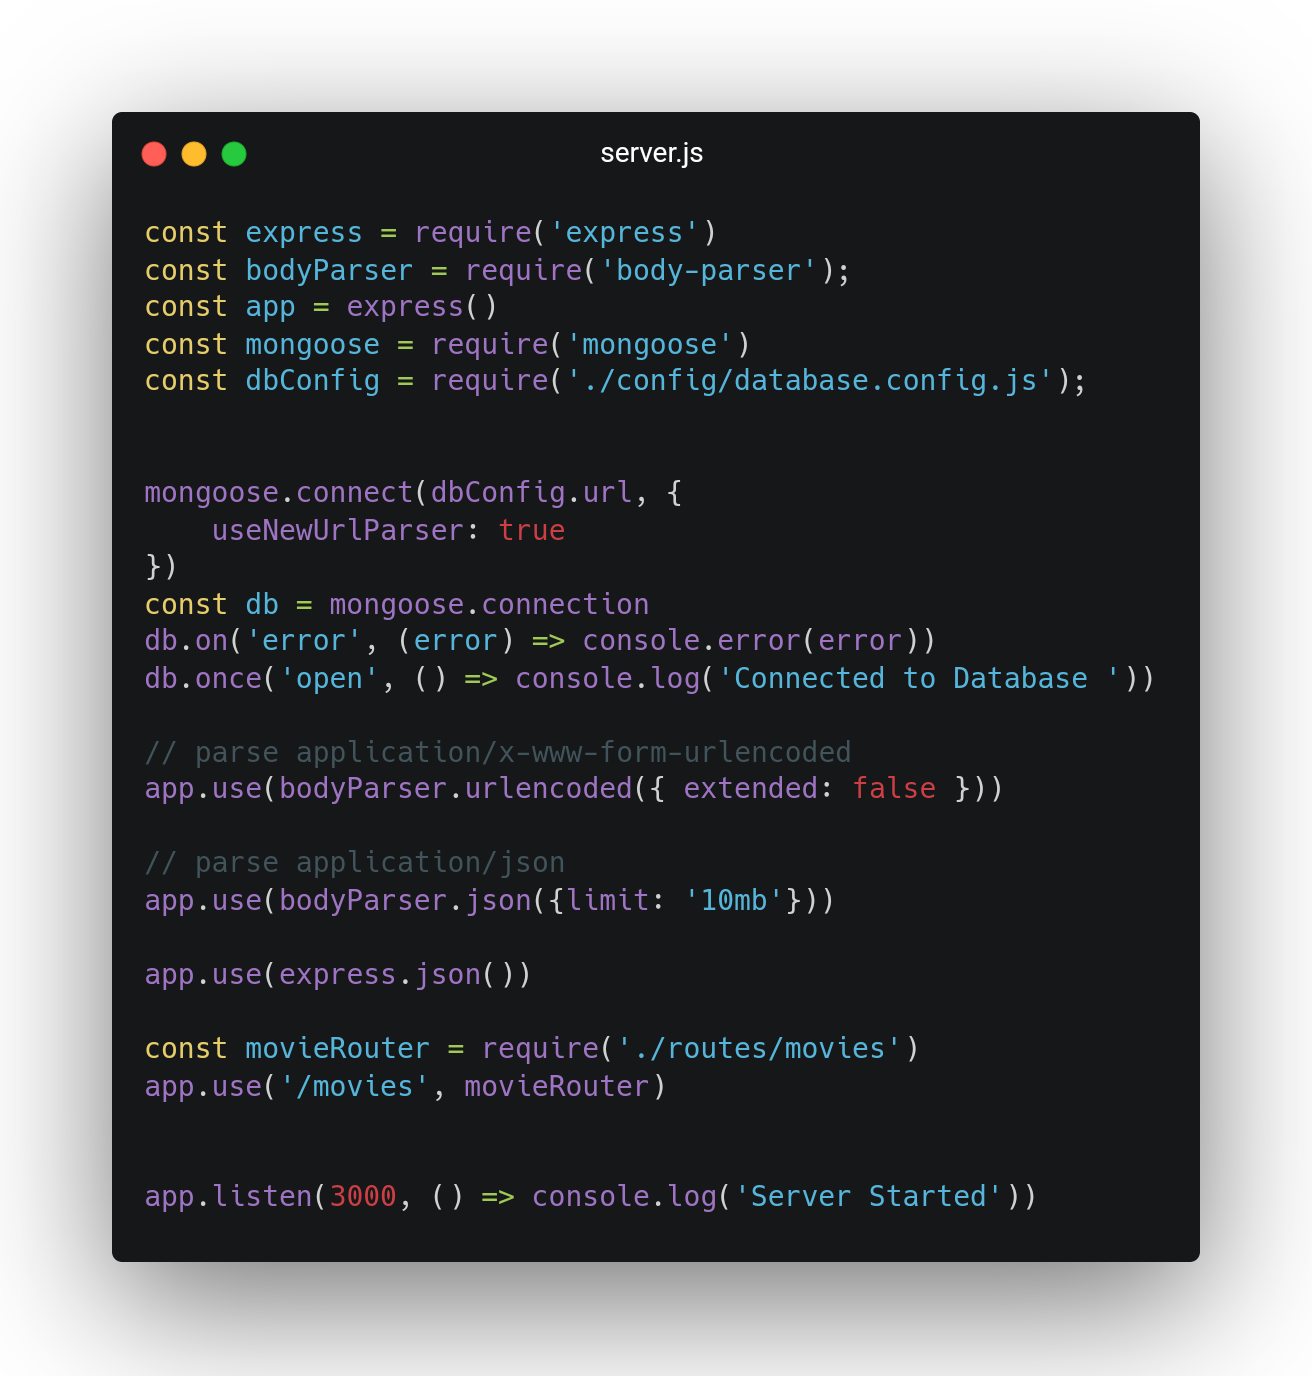 server.js
const express = require('express')
const bodyParser = require('body-parser');
const app = express()
const mongoose = require('mongoose')
const dbConfig = require('./config/database.config.js');
mongoose.connect(dbConfig.url, {
    useNewUrlParser: true
})
const db = mongoose.connection
db.on('error', (error) => console.error(error))
db.once('open', () => console.log('Connected to Database '))
// parse application/x-www-form-urlencoded
app.use(bodyParser.urlencoded({ extended: false }))
// parse application/json
app.use(bodyParser.json({limit: '10mb'}))
app.use(express.json())
const movieRouter = require('./routes/movies')
app.use('/movies', movieRouter)
app.listen(3000, () => console.log('Server Started'))